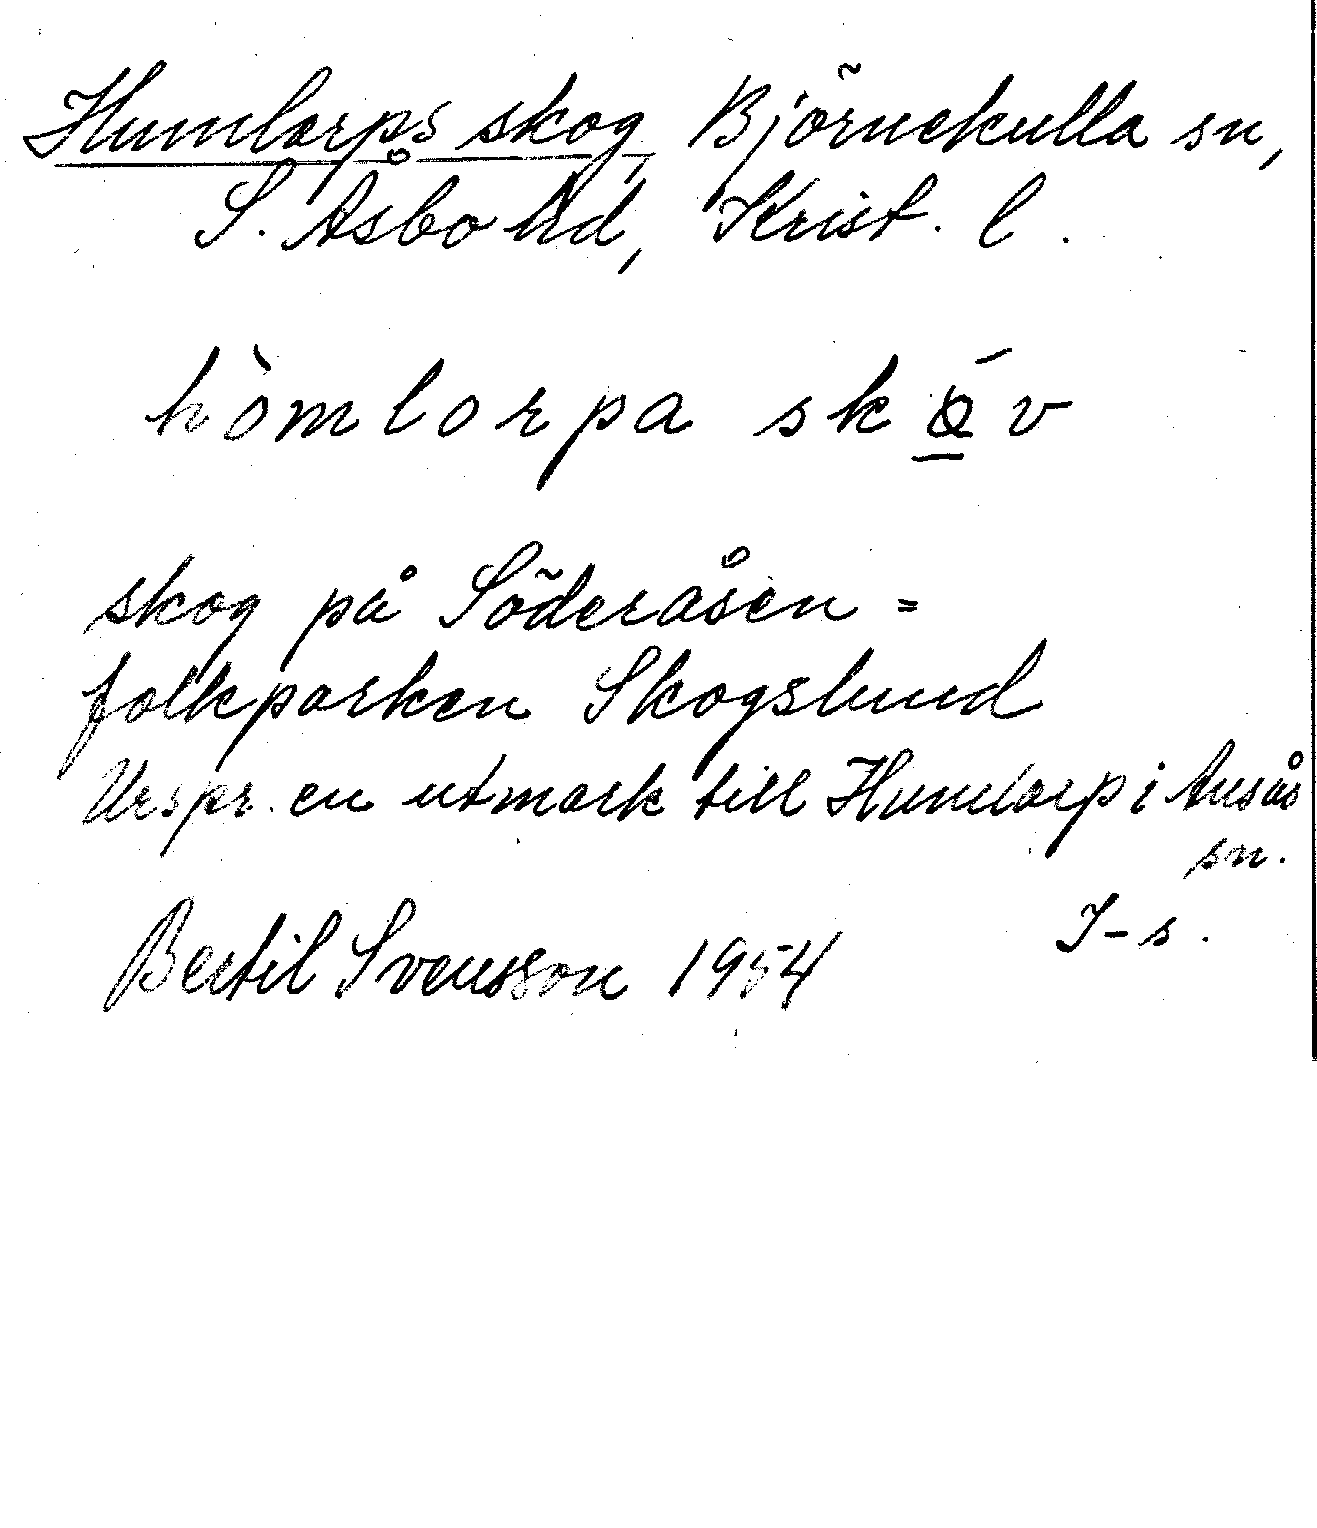 Humlarps skog, Björnekulla sn,
S. Åsbo hd, Krist. l.
hòmlorpa skǫ́v
skog på Söderåsen =
folkparken Skogslund
Urspr. en utmark till Humlarp i Ausås
sn.
I-s.
Bertil Svensson 1954